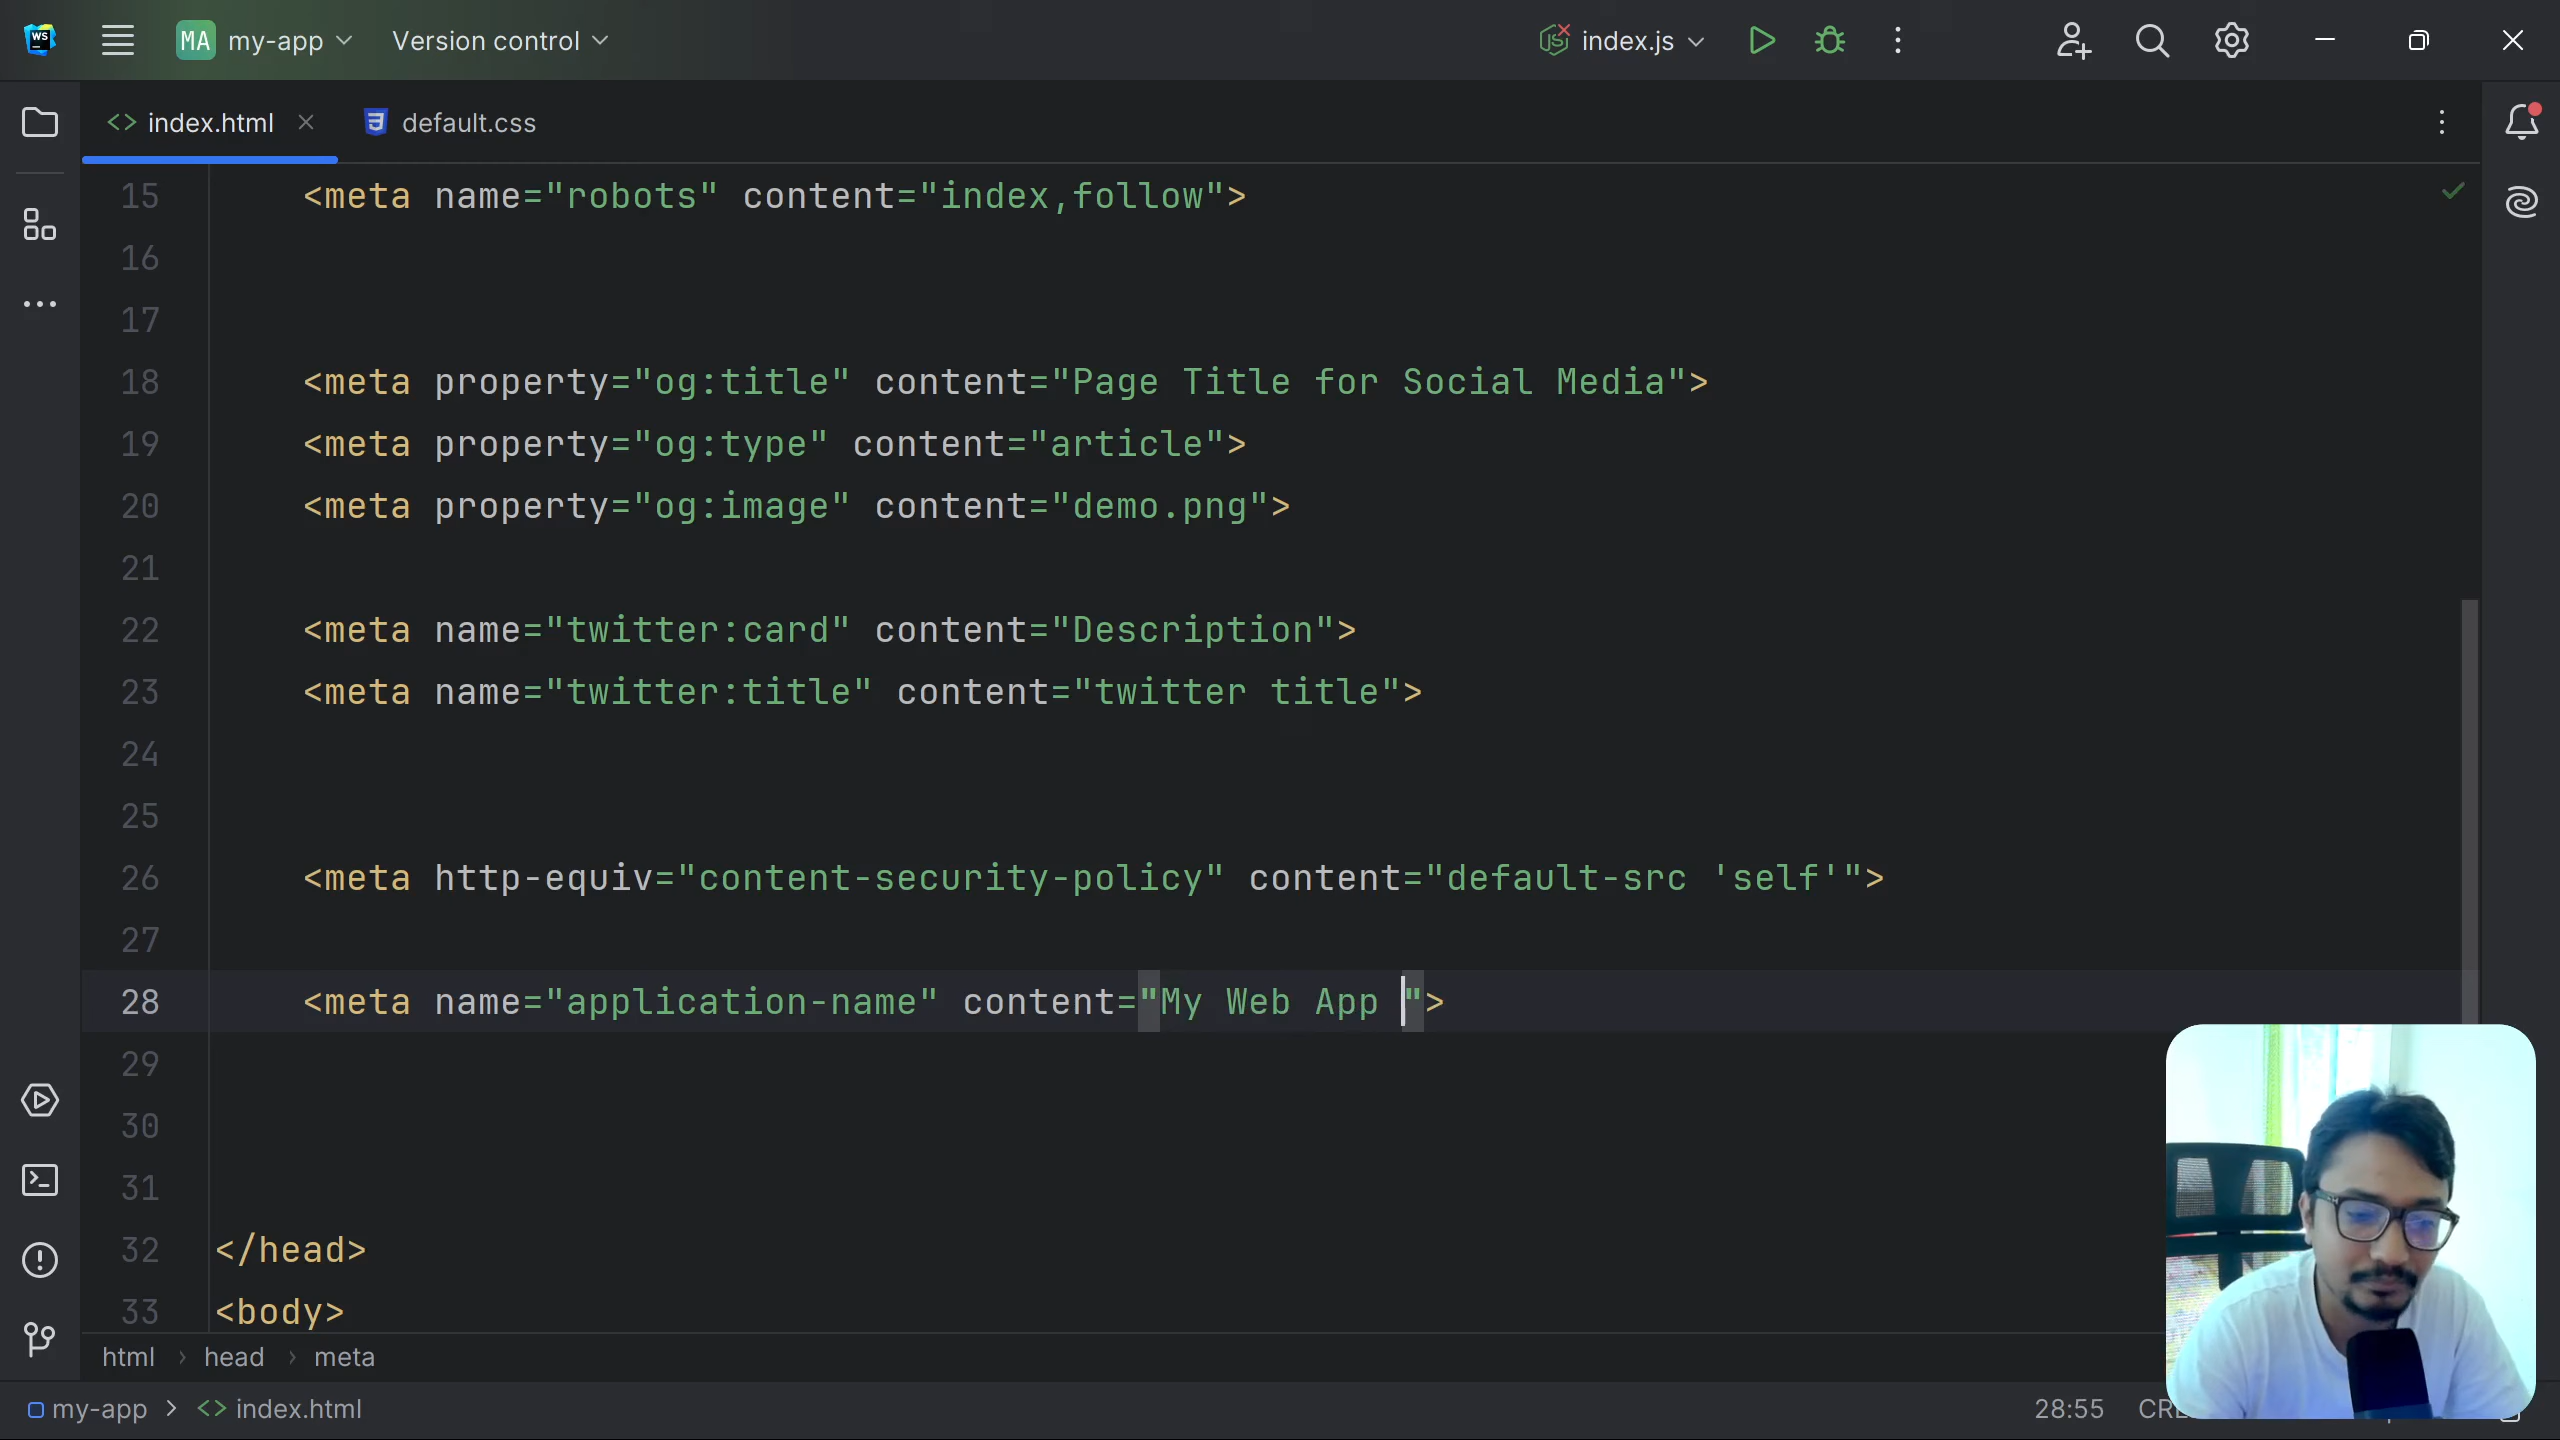 WS
MA my-app Version control
index.js
index.html
default.css
15 <meta name="robots" content="index,follow">
16
17
18 <meta property="og:title" content="Page Title for Social Media">
19 <meta property="og:type" content="article">
20 <meta property="og:image" content="demo.png">
21
22 <meta name="twitter:card" content="Description">
23 <meta name="twitter:title" content="twitter title">
24
25
26 <meta http-equiv="content-security-policy" content="default-src 'self'">
27
28 <meta name="application-name" content="My Web App ">
29
30
31
32 </head>
33 <body>
html > head > meta
my-app > <> index.html
28:55